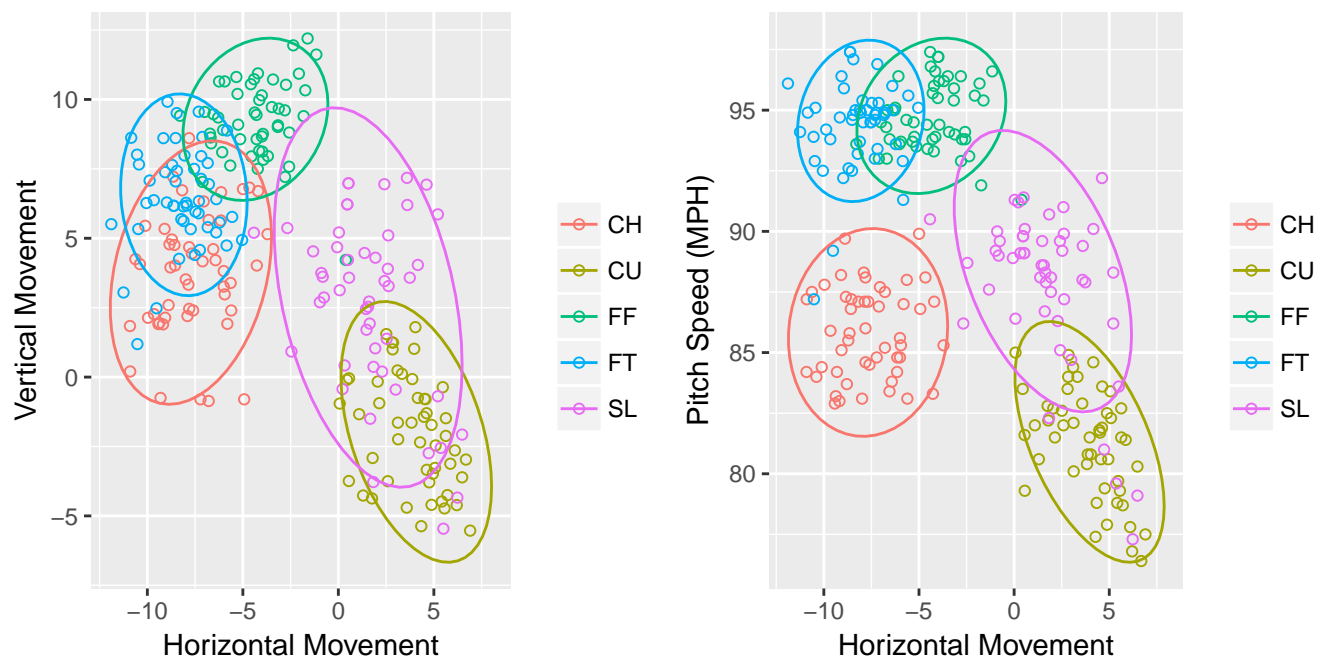 Vertical Movement
10
5
0
−5
−10
−5
0
5
Horizontal Movement
CH
CU
FF
FT
SL
Pitch Speed (MPH)
95
90
85
80
−10
−5
0
5
Horizontal Movement
CH
CU
FF
FT
SL